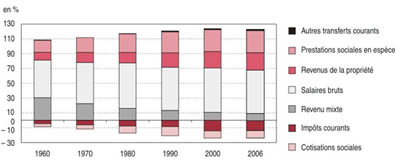 en %
130
110
90
70
50
30
10
0
– 10
– 30
1960 1970 1980 1990 2000 2006
Autres transferts courants
Prestations sociales en espèce
Revenus de la propriété
Salaires bruts
Revenu mixte
Impôts courants
Cotisations sociales